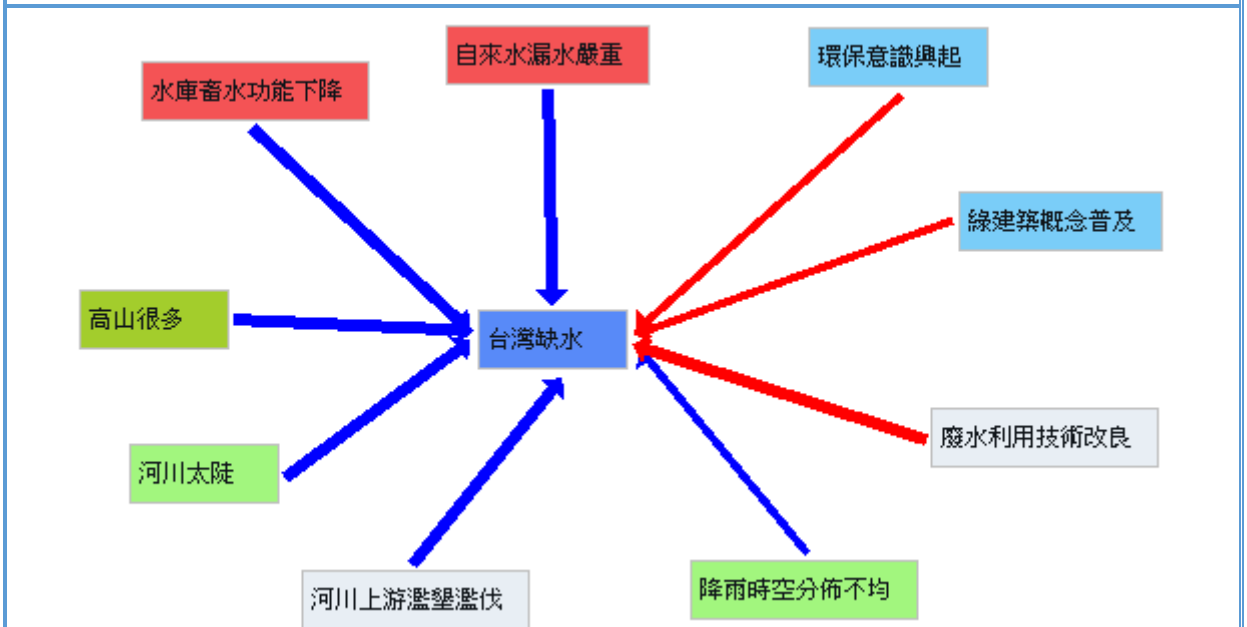 自來水漏水嚴重
環保意識興起
水庫蓄水功能下降
綠建築概念普及
高山很多
台灣缺水
廢水利用技術改良
河川太陡
降雨時空分佈不均
河川上游濫墾濫伐